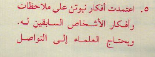 ٥. اعتمدت أفكار نيوتن على ملاحظات
وأفكار الأشخاص السابقين له.
ويحتاج العلماء إلى التواصل